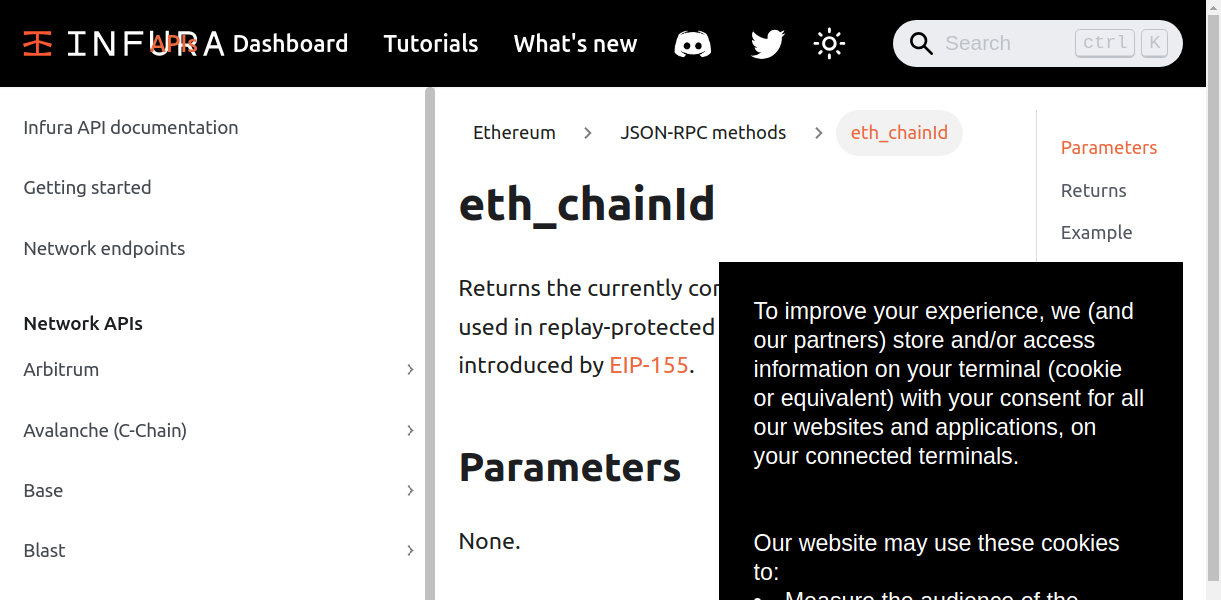 INFURA APIs Dashboard Tutorials What's new Search ctrl K
Infura API documentation
Getting started
Network endpoints
Network APIs
Arbitrum
Avalanche (C-Chain)
Base
Blast
Ethereum JSON-RPC methods eth_chainId
eth_chainId
Returns the currently
used in replay-protected
introduced by EIP-155.
Parameters
None.
Parameters
Returns
Example
To improve your experience, we (and
our partners) store and/or access
information on your terminal (cookie
or equivalent) with your consent for all
our websites and applications, on
your connected terminals.
Our website may use these cookies
to:
• Measure the audience of the